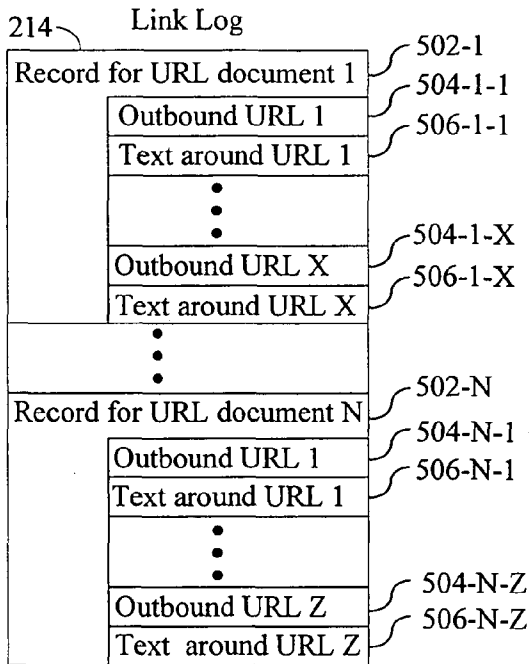 Link Log
214
Record for URL document 1 502-1
Outbound URL 1 504-1-1
Text around URL 1 506-1-1
Outbound URL X 504-1-X
Text around URL X 506-1-X
Record for URL document N 502-N
Outbound URL 1 504-N-1
Text around URL 1 506-N-1
Outbound URL Z 504-N-Z
Text around URL Z 506-N-Z